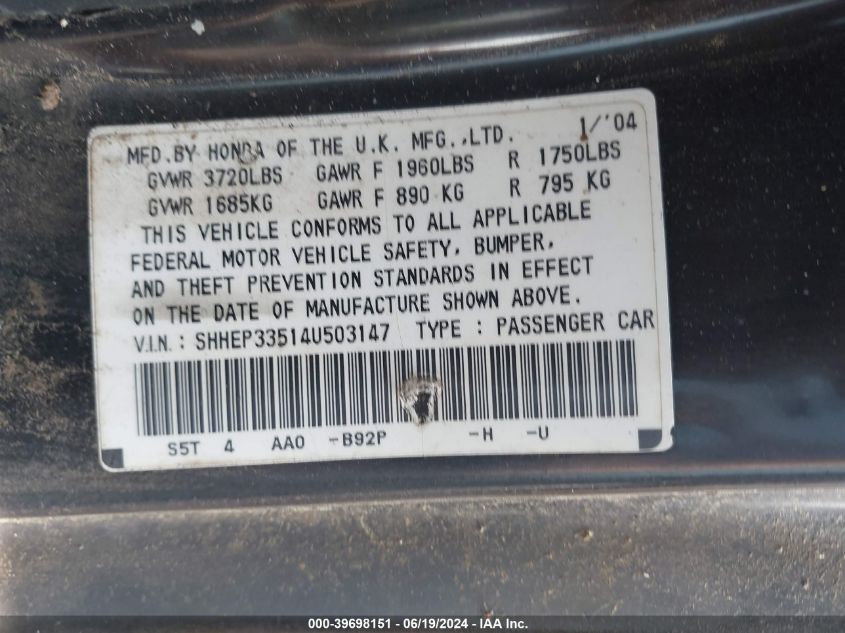 MFD.BY HONDA OF THE U.K. MFG.,LTD. 1/'04
GVWR 3720LBS GAWR F 1960LBS R 1750LBS
GVWR 1685KG GAWR F 890 KG R 795 KG
THIS VEHICLE CONFORMS TO ALL APPLICABLE
FEDERAL MOTOR VEHICLE SAFETY, BUMPER,
AND THEFT PREVENTION STANDARDS IN EFFECT
ON THE DATE OF MANUFACTURE SHOWN ABOVE.
V.I.N. : SHHEP33514U503147 TYPE : PASSENGER CAR
S5T 4 AA0 -B92P -H -U
000-39698151 - 06/19/2024 - IAA Inc.